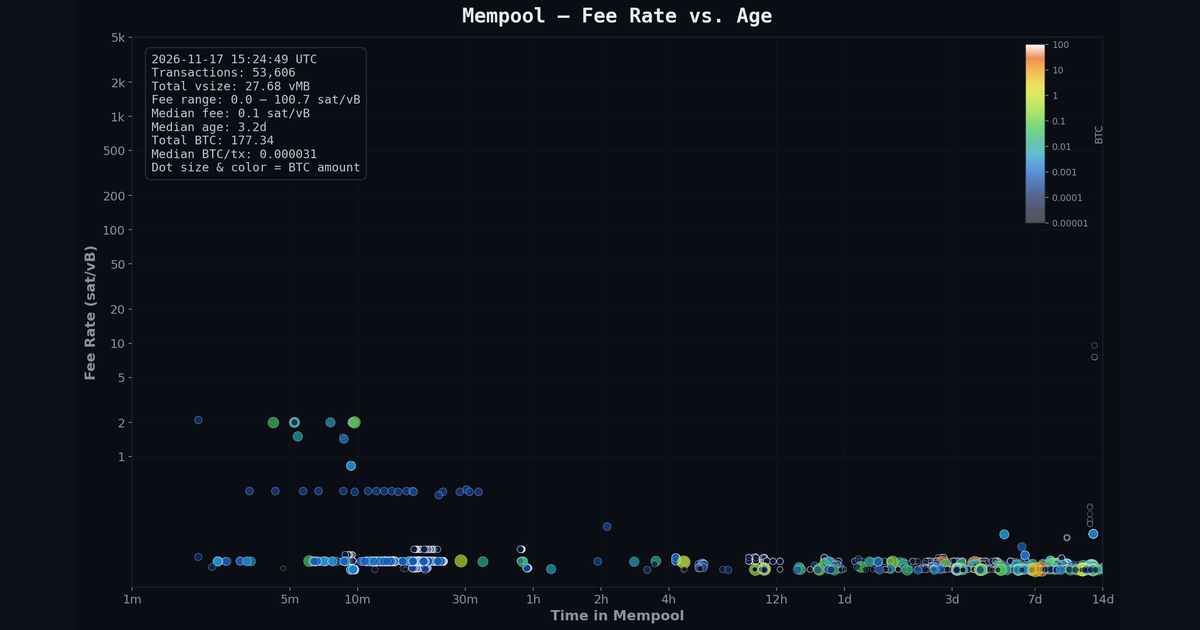 Mempool — Fee Rate vs. Age
2026-11-17 15:24:49 UTC
Transactions: 53,606
Total vsize: 27.68 vMB
Fee range: 0.0 — 100.7 sat/vB
Median fee: 0.1 sat/vB
Median age: 3.2d
Total BTC: 177.34
Median BTC/tx: 0.000031
Dot size & color = BTC amount
100
10
1
0.1
0.01
0.001
0.0001
0.00001
BTC
Fee Rate (sat/vB)
5k
2k
1k
500
200
100
50
20
10
5
2
1
1m
5m
10m
30m
1h
2h
4h
12h
1d
3d
7d
14d
Time in Mempool